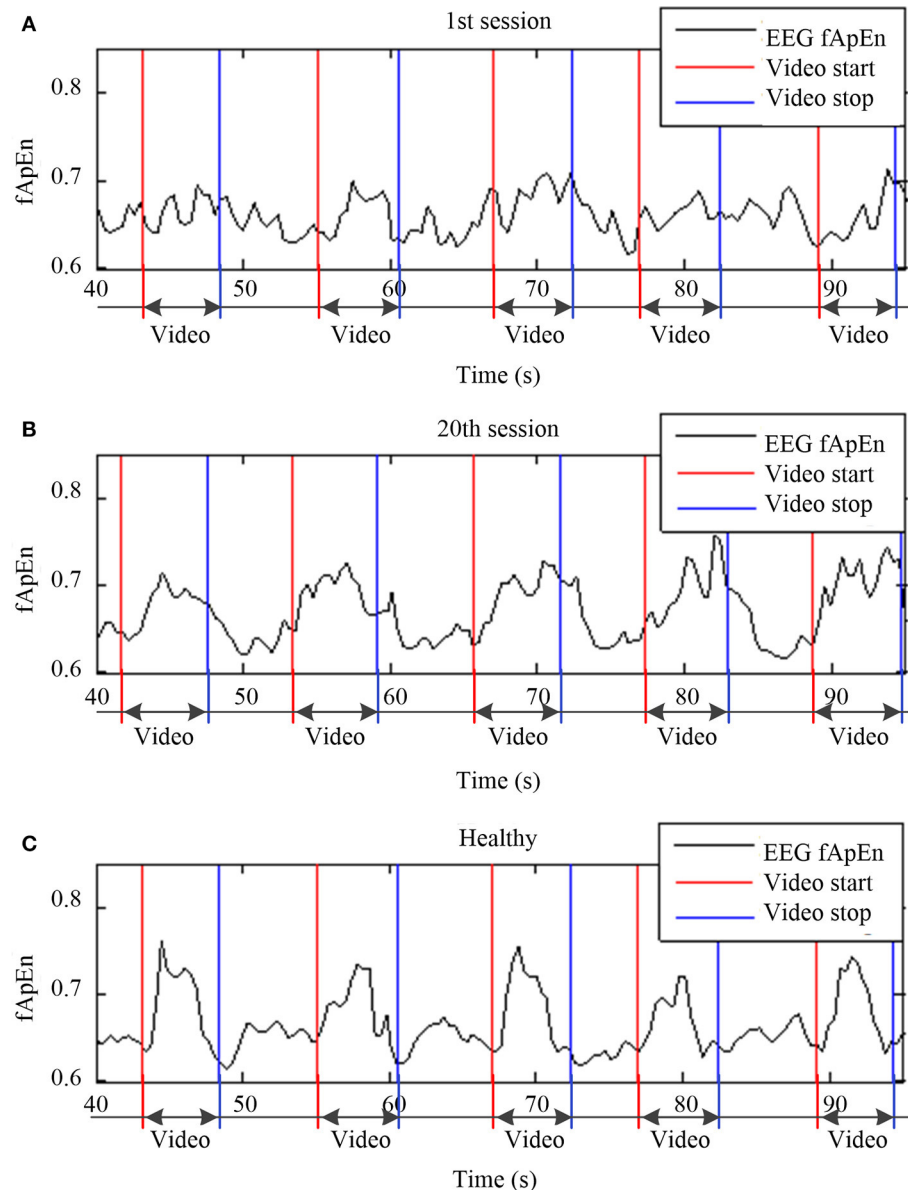 A
1st session
EEG fApEn
Video start
Video stop
fApEn
0.8
0.7
0.6
40 50 60 70 80 90
Video Video Video Video Video
Time (s)
B
20th session
EEG fApEn
Video start
Video stop
fApEn
0.8
0.7
0.6
40 50 60 70 80 90
Video Video Video Video Video
Time (s)
C
Healthy
EEG fApEn
Video start
Video stop
fApEn
0.8
0.7
0.6
40 50 60 70 80 90
Video Video Video Video Video
Time (s)